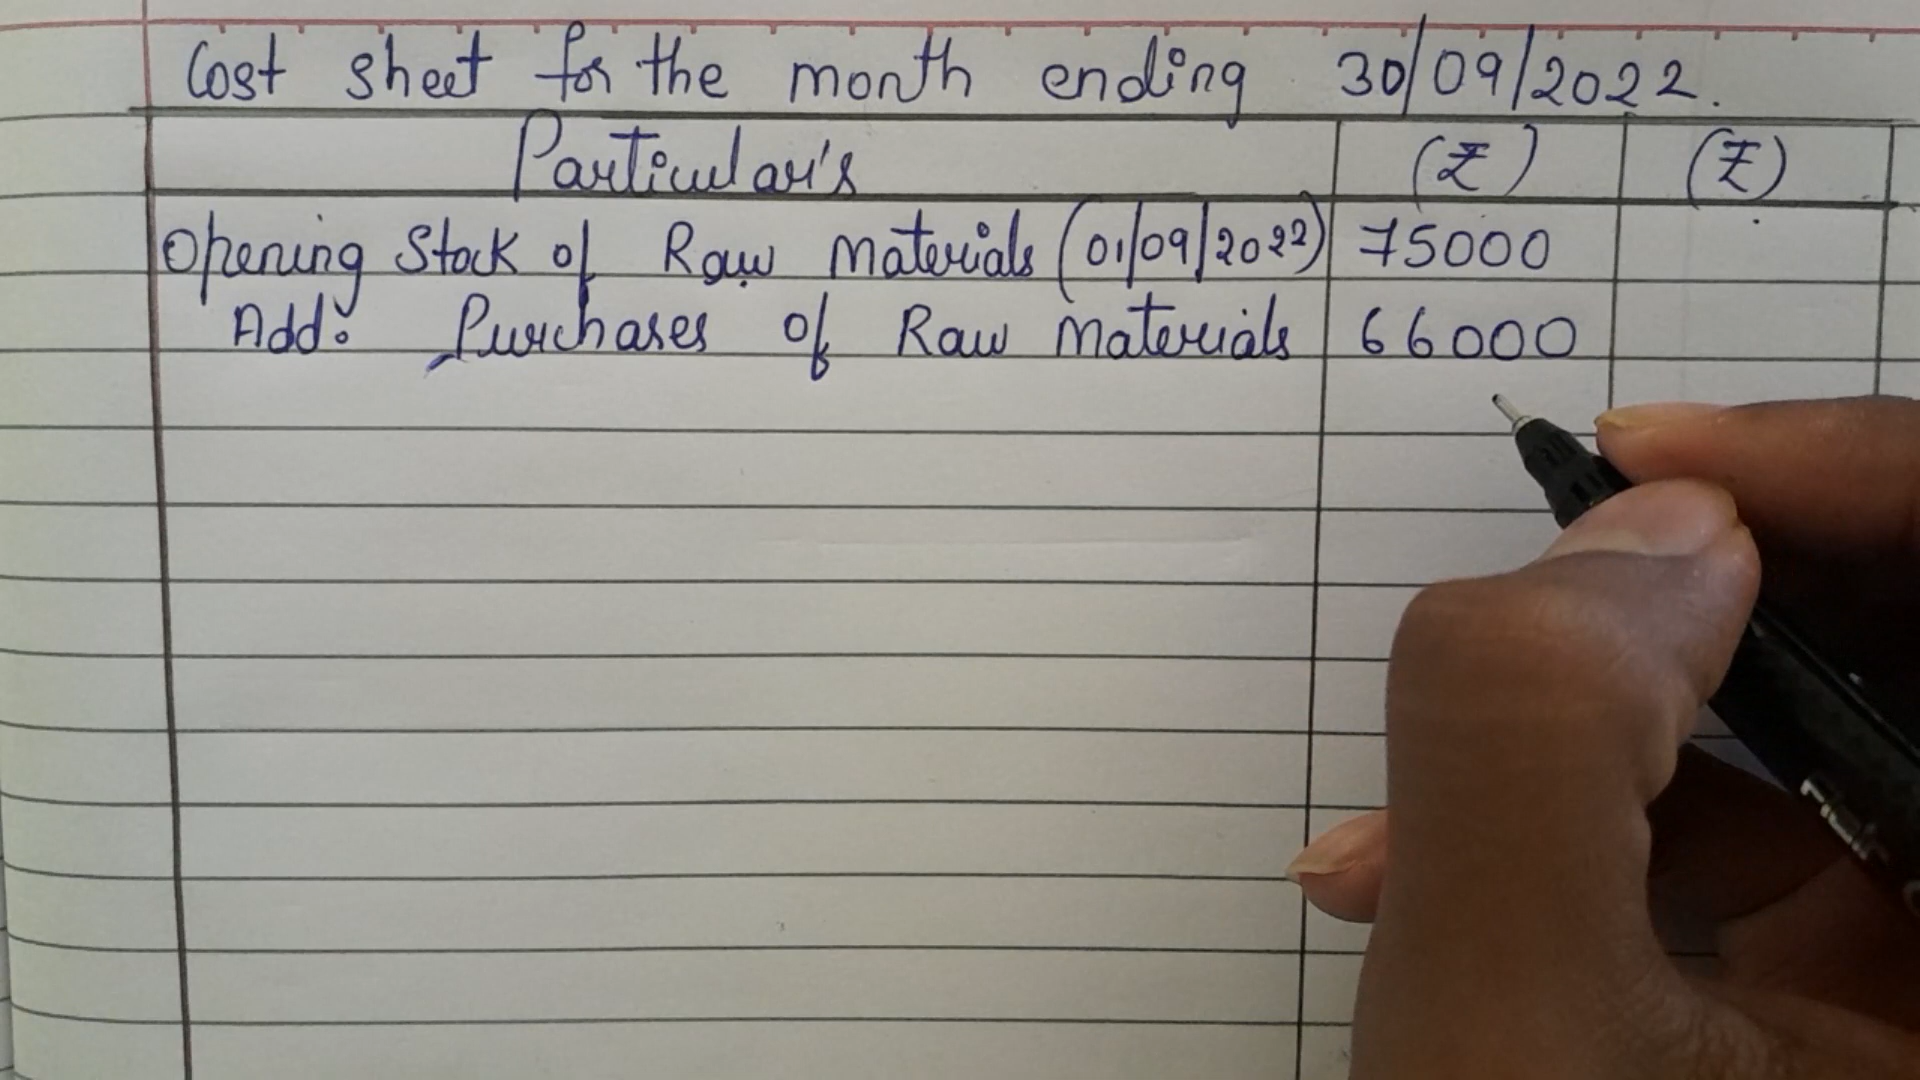 Cost sheet for the month ending 30/09/2022.
Particular's (₹) (₹)
Opening Stock of Raw Materials (01/09/2022) 75000
Add: Purchases of Raw Materials 66000